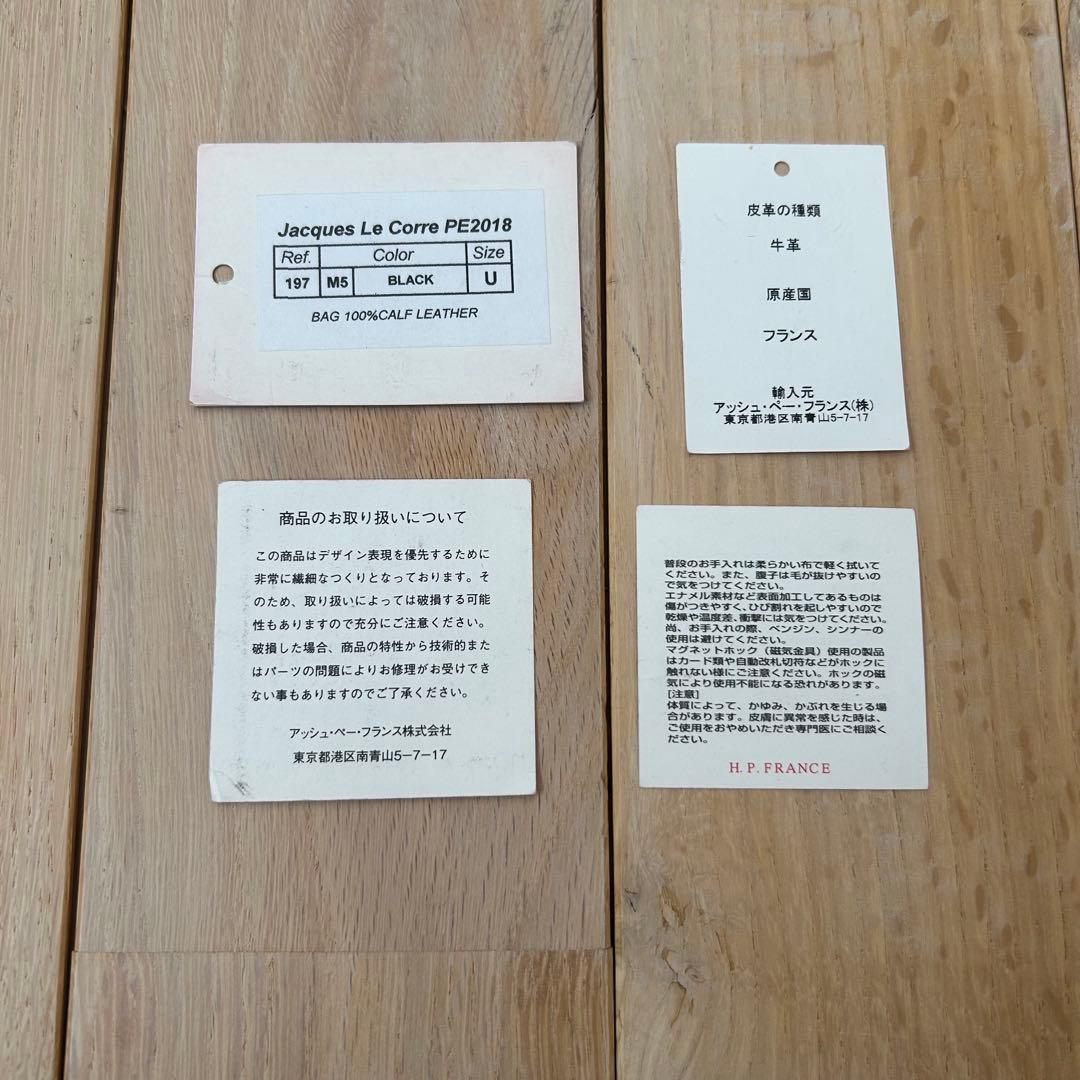 Jacques Le Corre PE2018
Ref. Color Size
197 M5 BLACK U
BAG 100%CALF LEATHER
皮革の種類
牛革
原産国
フランス
輸入元
アッシュ・ペー・フランス(株)
東京都港区南青山5-7-17
商品のお取り扱いについて
この商品はデザイン表現を優先するために
非常に繊細なつくりとなっております。そ
のため、取り扱いによっては破損する可能
性もありますので充分にご注意ください。
破損した場合、商品の特性から技術的また
はパーツの問題によりお修理がお受けでき
ない事もありますのでご了承ください。
アッシュ・ペー・フランス株式会社
東京都港区南青山5-7-17
普段のお手入れは柔らかい布で軽く拭いて
ください。また、腹子は毛が抜けやすいの
で気をつけてください。
エナメル素材など表面加工してあるものは
傷がつきやすく、ひび割れを起しやすいので
乾燥や温度差、衝撃には気をつけてください。
尚、お手入れの際、ベンジン、シンナーの
使用は避けてください。
マグネットホック（磁気金具）使用の製品
はカード類や自動改札切符などがホックに
触れない様にご注意ください。ホックの磁
気により使用不能になる恐れがあります。
[注意]
体質によって、かゆみ、かぶれを生じる場
合があります。皮膚に異常を感じた時は、
ご使用をおやめいただき専門医にご相談く
ださい。
H. P. FRANCE